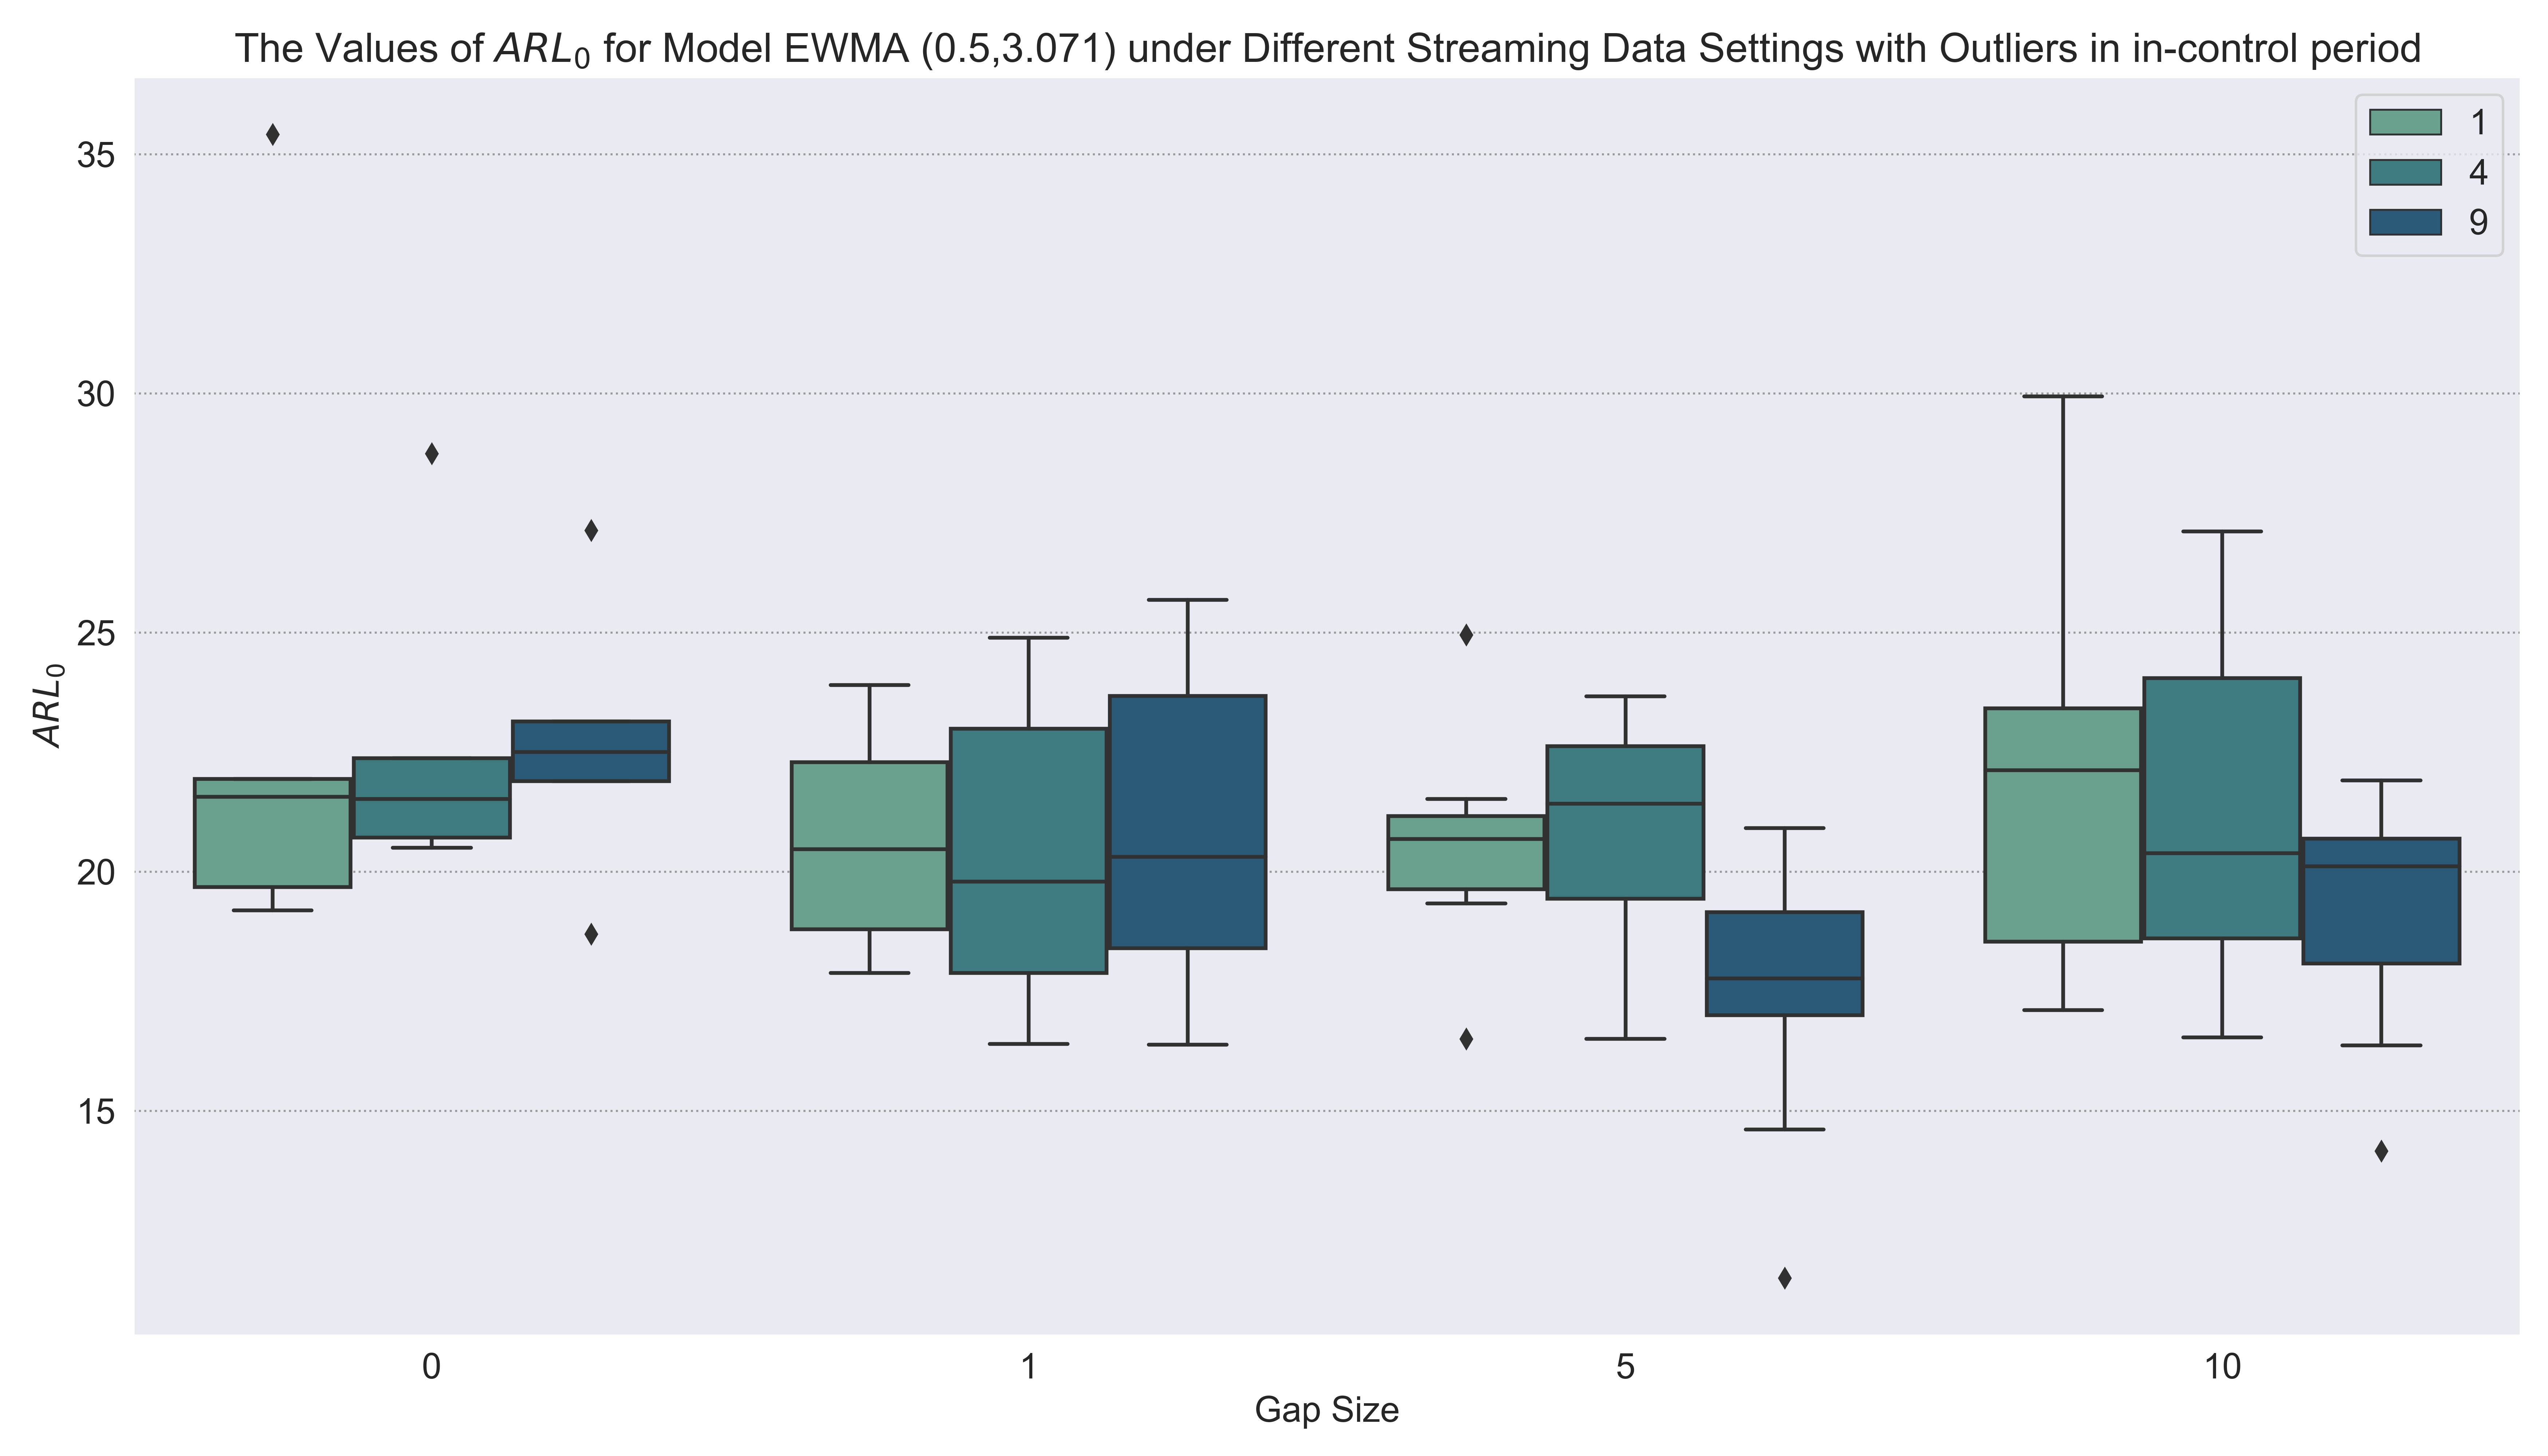 The Values of ARL₀ for Model EWMA (0.5,3.071) under Different Streaming Data Settings with Outliers in in-control period
1
4
9
35
30
25
20
15
ARL₀
0 1 5 10
Gap Size